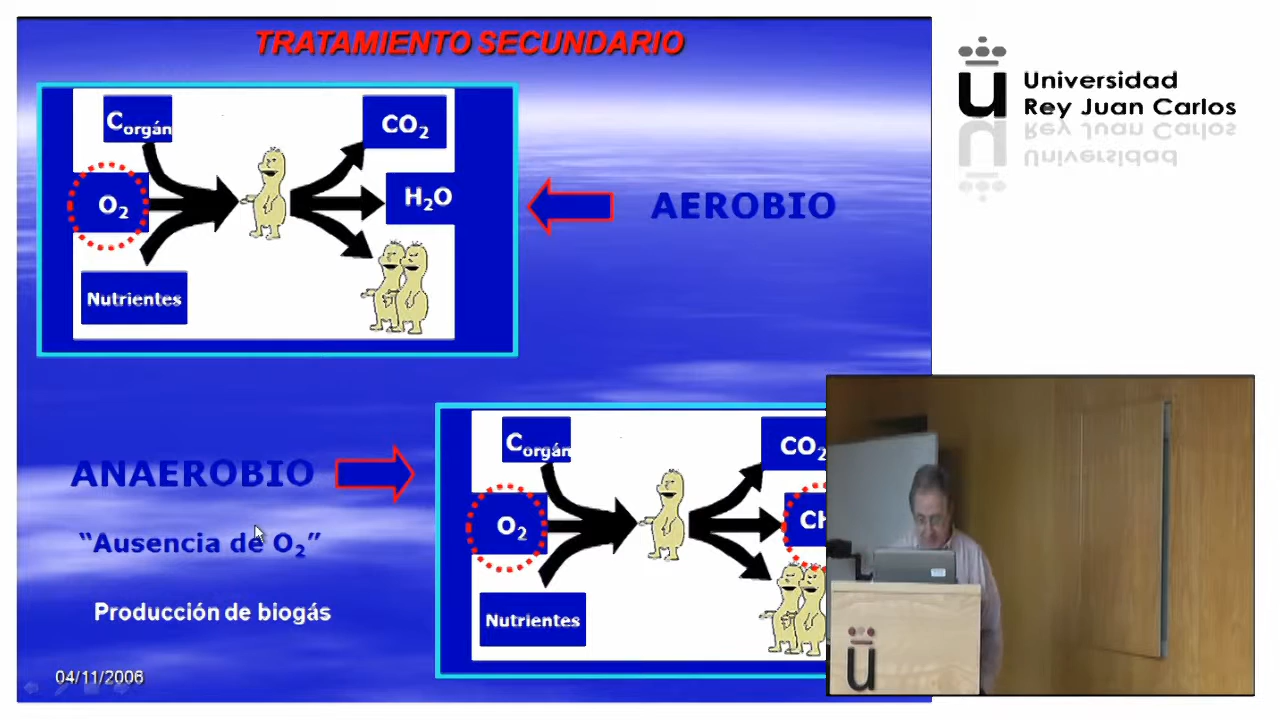 TRATAMIENTO SECUNDARIO
Universidad
Rey Juan Carlos
Corgán
CO2
O2
H2O
Nutrientes
AEROBIO
ANAEROBIO
“Ausencia de O2”
Producción de biogás
Corgán
CO2
O2
CH
Nutrientes
04/11/2006
u